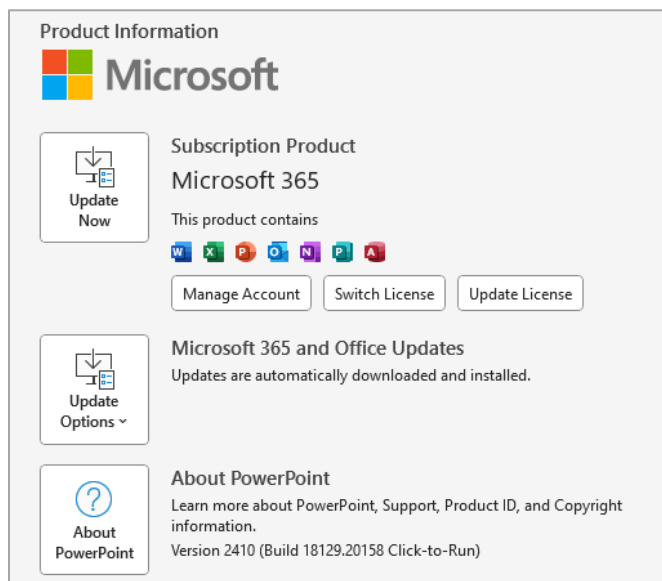 Product Information
Microsoft
Update
Now
Subscription Product
Microsoft 365
This product contains
W X P O N P A
Manage Account
Switch License
Update License
Update
Options
Microsoft 365 and Office Updates
Updates are automatically downloaded and installed.
About
PowerPoint
About PowerPoint
Learn more about PowerPoint, Support, Product ID, and Copyright
information.
Version 2410 (Build 18129.20158 Click-to-Run)